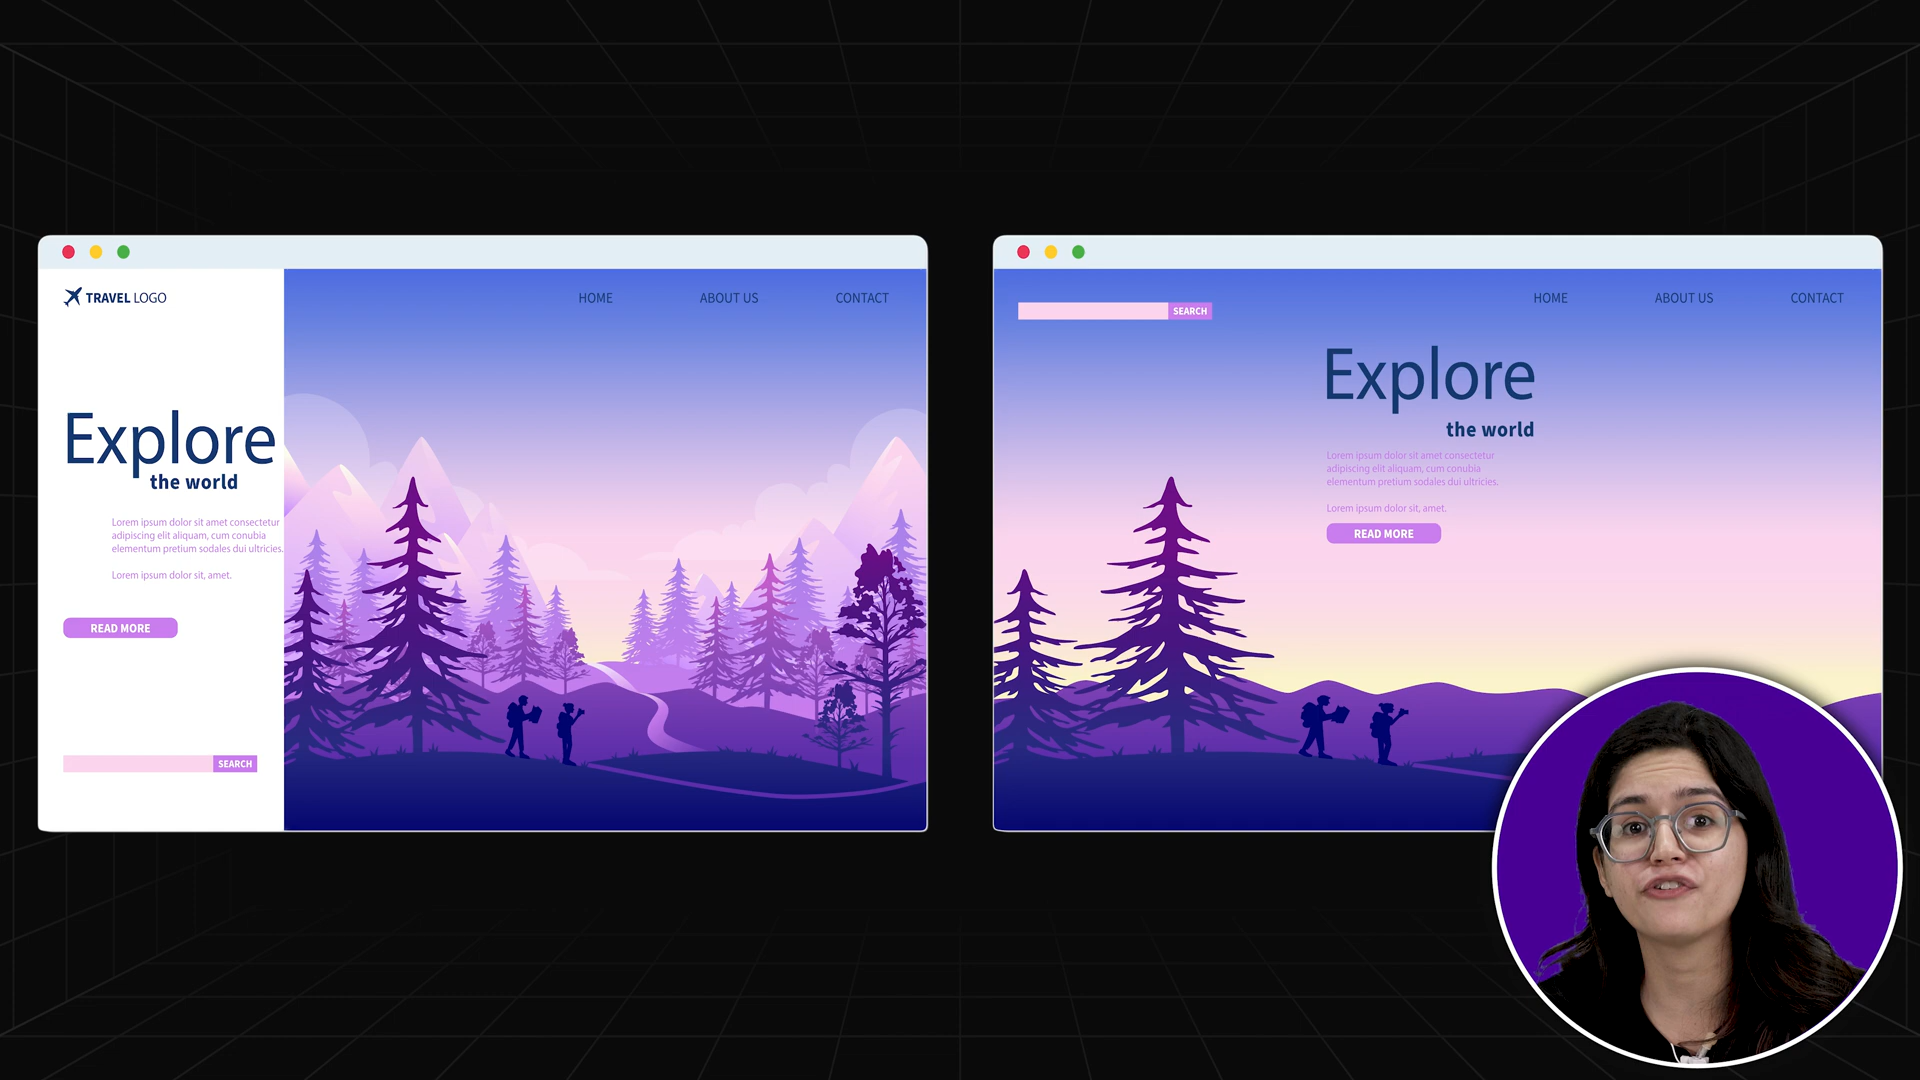 TRAVEL LOGO
HOME
ABOUT US
CONTACT
Explore
the world
Lorem ipsum dolor sit amet consectetur
adipiscing elit aliquam, cum conubia
elementum pretium sodales dui ultricies.
Lorem ipsum dolor sit, amet.
READ MORE
SEARCH
SEARCH
HOME
ABOUT US
CONTACT
Explore
the world
Lorem ipsum dolor sit amet consectetur
adipiscing elit aliquam, cum conubia
elementum pretium sodales dui ultricies.
Lorem ipsum dolor sit, amet.
READ MORE